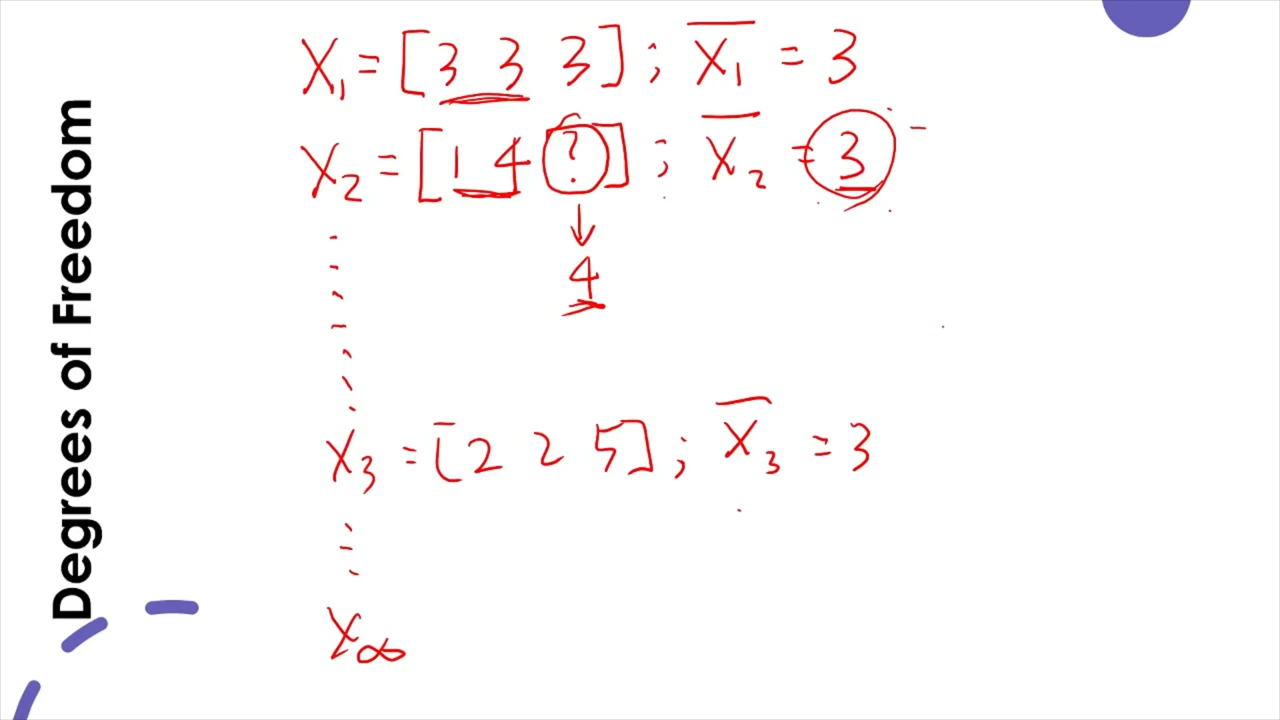 Degrees of Freedom
X₁ = [3 3 3] ; X̅₁ = 3
X₂ = [1 4 ?] ; X̅₂ = 3
4
X₃ = [2 2 5] ; X̅₃ = 3
X∞